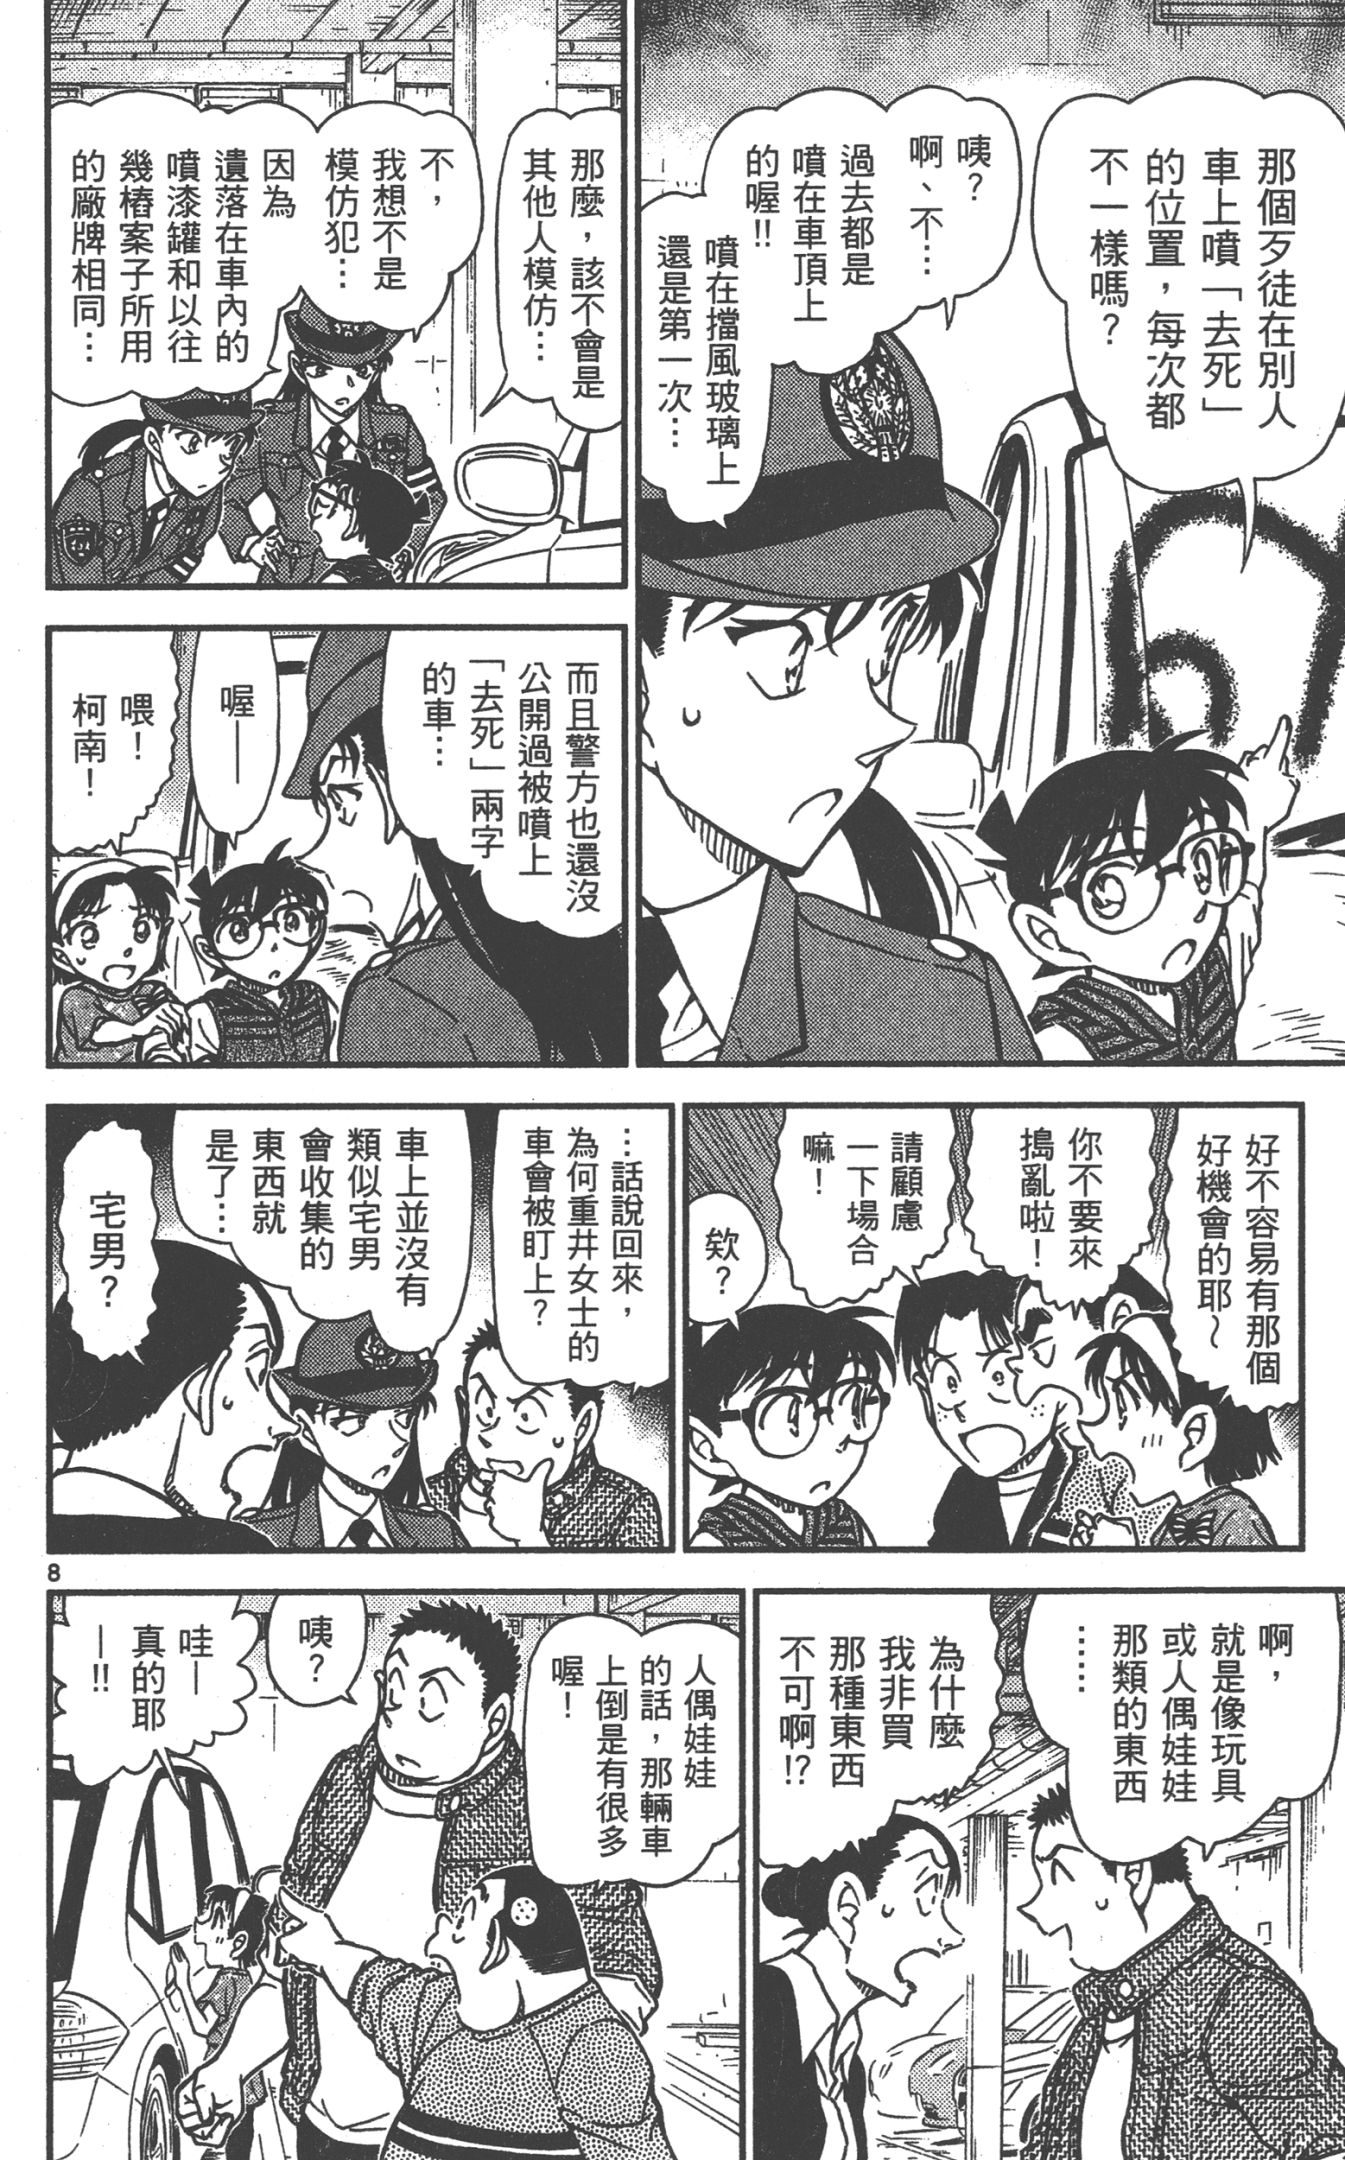 那個歹徒在別人
車上噴「去死」
的位置，每次都
不一樣嗎？
咦？
啊、不…
過去都是
噴在車頂上
的喔!!
噴在擋風玻璃上
還是第一次…
那麼，該不會是
其他人模仿…
不，
我想不是
模仿犯…
因為
遺落在車內的
噴漆罐和以往
幾樁案子所用
的廠牌相同…
而且警方也還沒
公開過被噴上
「去死」兩字
的車…
喔——
喂！
柯南！
好不容易有那個
好機會的耶～
你不要來
搗亂啦！
請顧慮
一下場合
嘛！
欸？
…話說回來，
為何重井女士的
車會被盯上？
車上並沒有
類似宅男
會收集的
東西就
是了…
宅男？
8
啊，
就是像玩具
或人偶娃娃
那類的東西
……
為什麼
我非買
那種東西
不可啊!?
人偶娃娃
的話，那輛車
上倒是有很多
喔！
咦？
哇—
真的耶
—!!